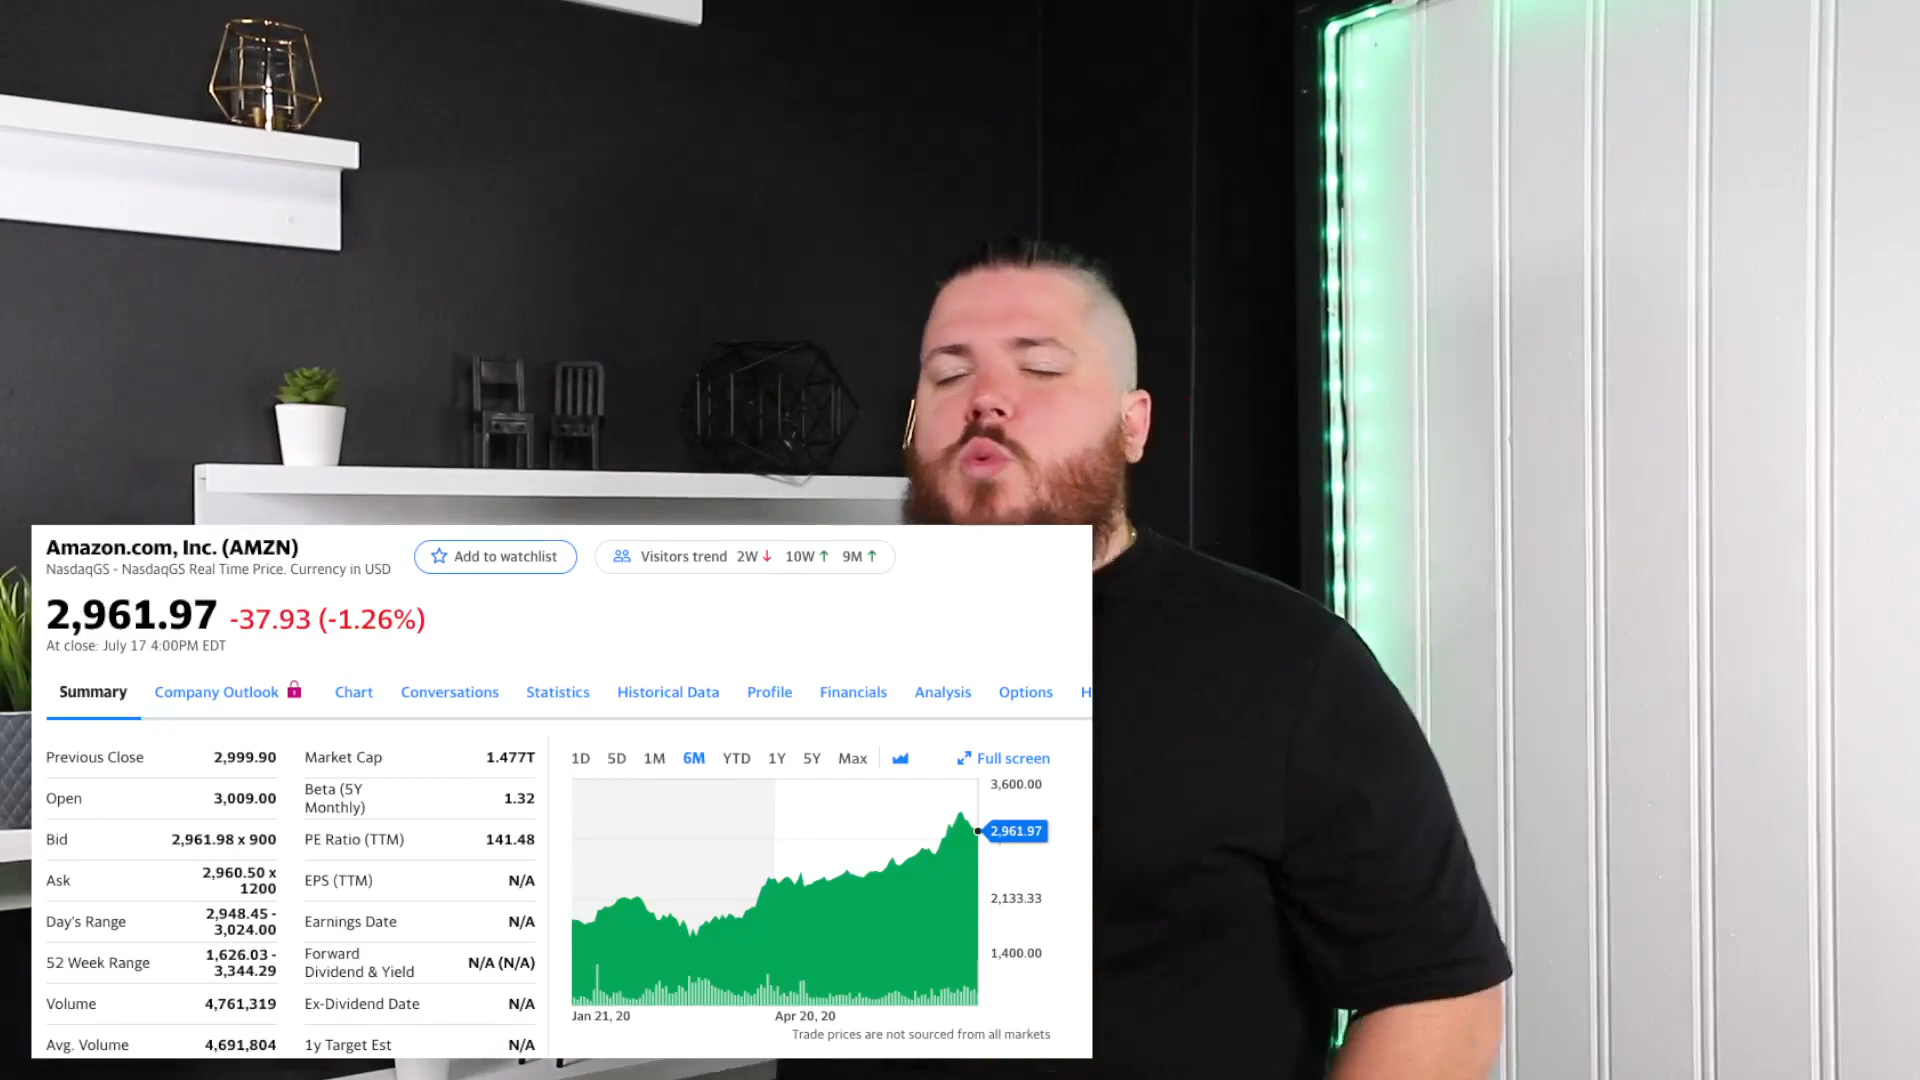 Amazon.com, Inc. (AMZN)
NasdaqGS - NasdaqGS Real Time Price. Currency in USD
Add to watchlist
Visitors trend 2W 10W 9M
2,961.97 -37.93 (-1.26%)
At close: July 17 4:00PM EDT
Summary Company Outlook Chart Conversations Statistics Historical Data Profile Financials Analysis Options H
Previous Close 2,999.90
Open 3,009.00
Bid 2,961.98 x 900
Ask 2,960.50 x
1200
Day's Range 2,948.45 -
3,024.00
52 Week Range 1,626.03 -
3,344.29
Volume 4,761,319
Avg. Volume 4,691,804
Market Cap 1.477T
Beta (5Y
Monthly) 1.32
PE Ratio (TTM) 141.48
EPS (TTM) N/A
Earnings Date N/A
Forward
Dividend & Yield N/A (N/A)
Ex-Dividend Date N/A
1y Target Est N/A
1D 5D 1M 6M YTD 1Y 5Y Max Full screen
3,600.00
2,961.97
2,133.33
1,400.00
Jan 21, 20 Apr 20, 20
Trade prices are not sourced from all markets